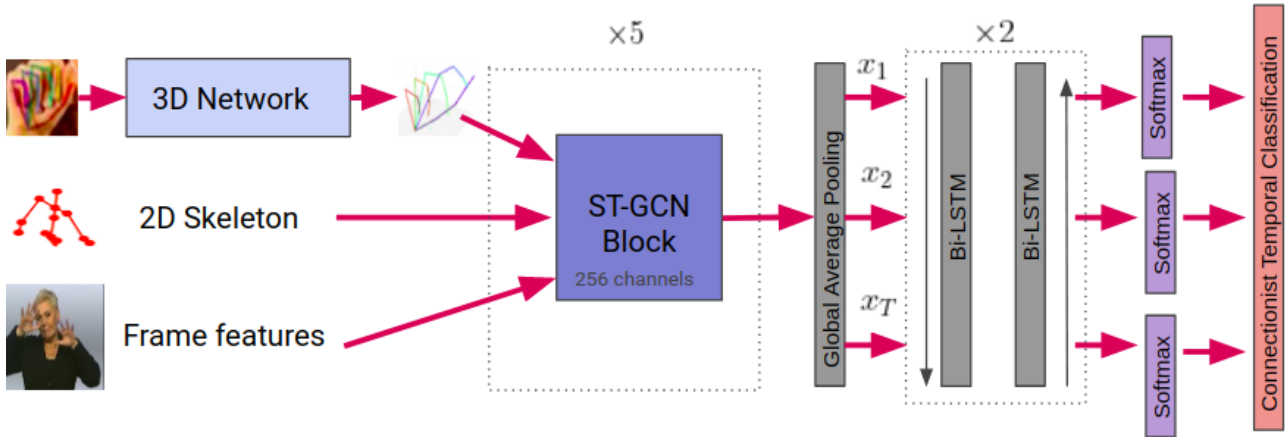 ×5
×2
3D Network
2D Skeleton
Frame features
ST-GCN
Block
256 channels
Global Average Pooling
x₁
x₂
x_T
Bi-LSTM
Bi-LSTM
Softmax
Softmax
Softmax
Connectionist Temporal Classification